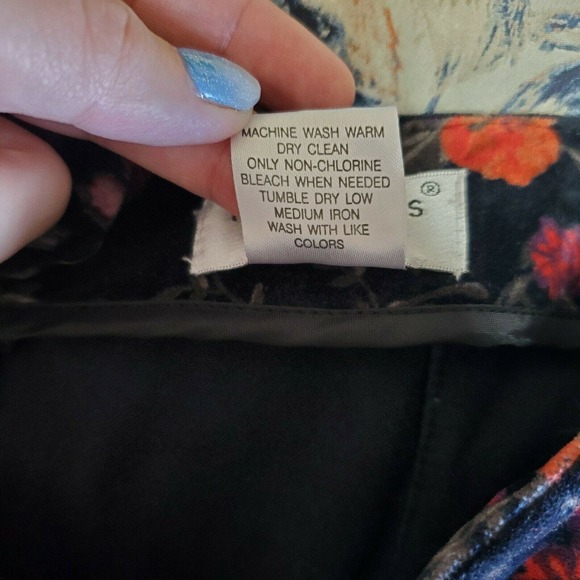 MACHINE WASH WARM
DRY CLEAN
ONLY NON-CHLORINE
BLEACH WHEN NEEDED
TUMBLE DRY LOW
MEDIUM IRON
WASH WITH LIKE
COLORS
S
®